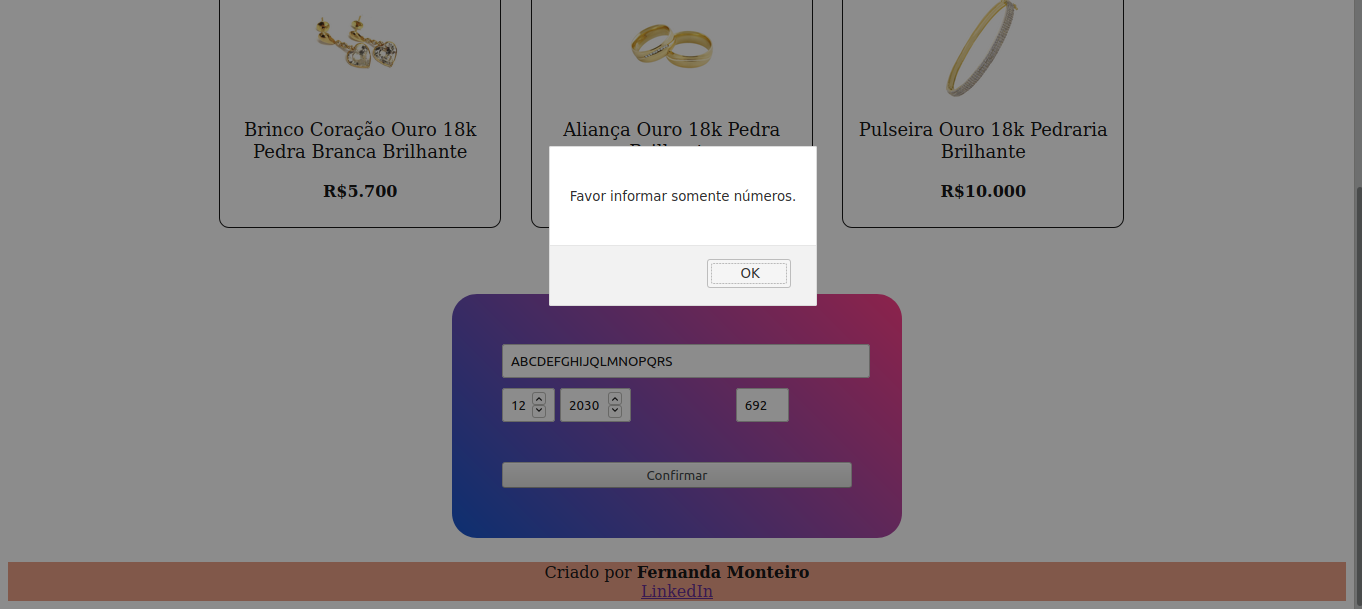 Brinco Coração Ouro 18k
Pedra Branca Brilhante
R$5.700
Aliança Ouro 18k Pedra
Pulseira Ouro 18k Pedraria
Brilhante
R$10.000
Favor informar somente números.
OK
ABCDEFGHIJQLMNOPQRS
12 2030 692
Confirmar
Criado por Fernanda Monteiro
LinkedIn